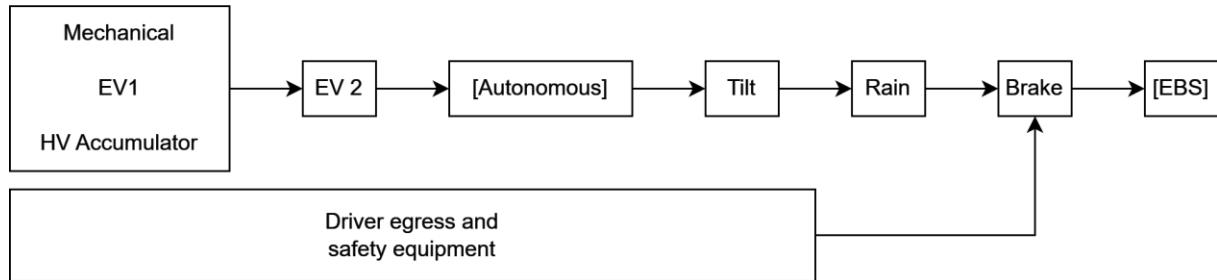 Mechanical
EV1
HV Accumulator
EV 2
[Autonomous]
Tilt
Rain
Brake
[EBS]
Driver egress and
safety equipment